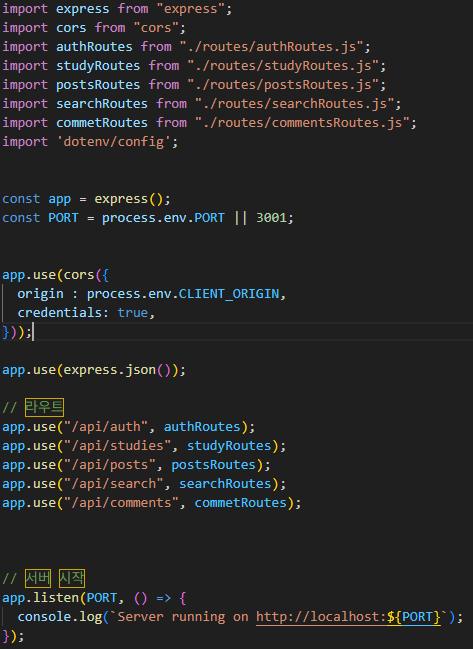 import express from "express";
import cors from "cors";
import authRoutes from "./routes/authRoutes.js";
import studyRoutes from "./routes/studyRoutes.js";
import postsRoutes from "./routes/postsRoutes.js";
import searchRoutes from "./routes/searchRoutes.js";
import commetRoutes from "./routes/commentsRoutes.js";
import 'dotenv/config';
const app = express();
const PORT = process.env.PORT || 3001;
app.use(cors({
  origin : process.env.CLIENT_ORIGIN,
  credentials: true,
}));
app.use(express.json());
// 라우트
app.use("/api/auth", authRoutes);
app.use("/api/studies", studyRoutes);
app.use("/api/posts", postsRoutes);
app.use("/api/search", searchRoutes);
app.use("/api/comments", commetRoutes);
// 서버 시작
app.listen(PORT, () => {
  console.log(`Server running on http://localhost:${PORT}`);
});